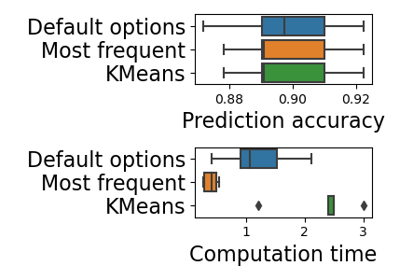 Default options
Most frequent
KMeans
0.88 0.90 0.92
Prediction accuracy
Default options
Most frequent
KMeans
1 2 3
Computation time